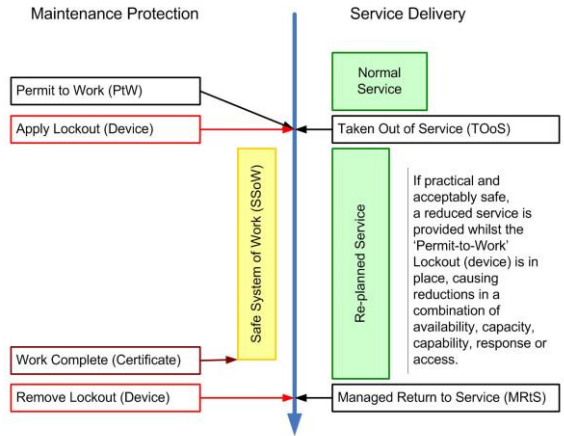 Maintenance Protection
Service Delivery
Normal
Service
Permit to Work (PtW)
Apply Lockout (Device)
Taken Out of Service (TOoS)
Safe System of Work (SSoW)
Re-planned Service
If practical and
acceptably safe,
a reduced service is
provided whilst the
‘Permit-to-Work’
Lockout (device) is in
place, causing
reductions in a
combination of
availability, capacity,
capability, response or
access.
Work Complete (Certificate)
Remove Lockout (Device)
Managed Return to Service (MRtS)